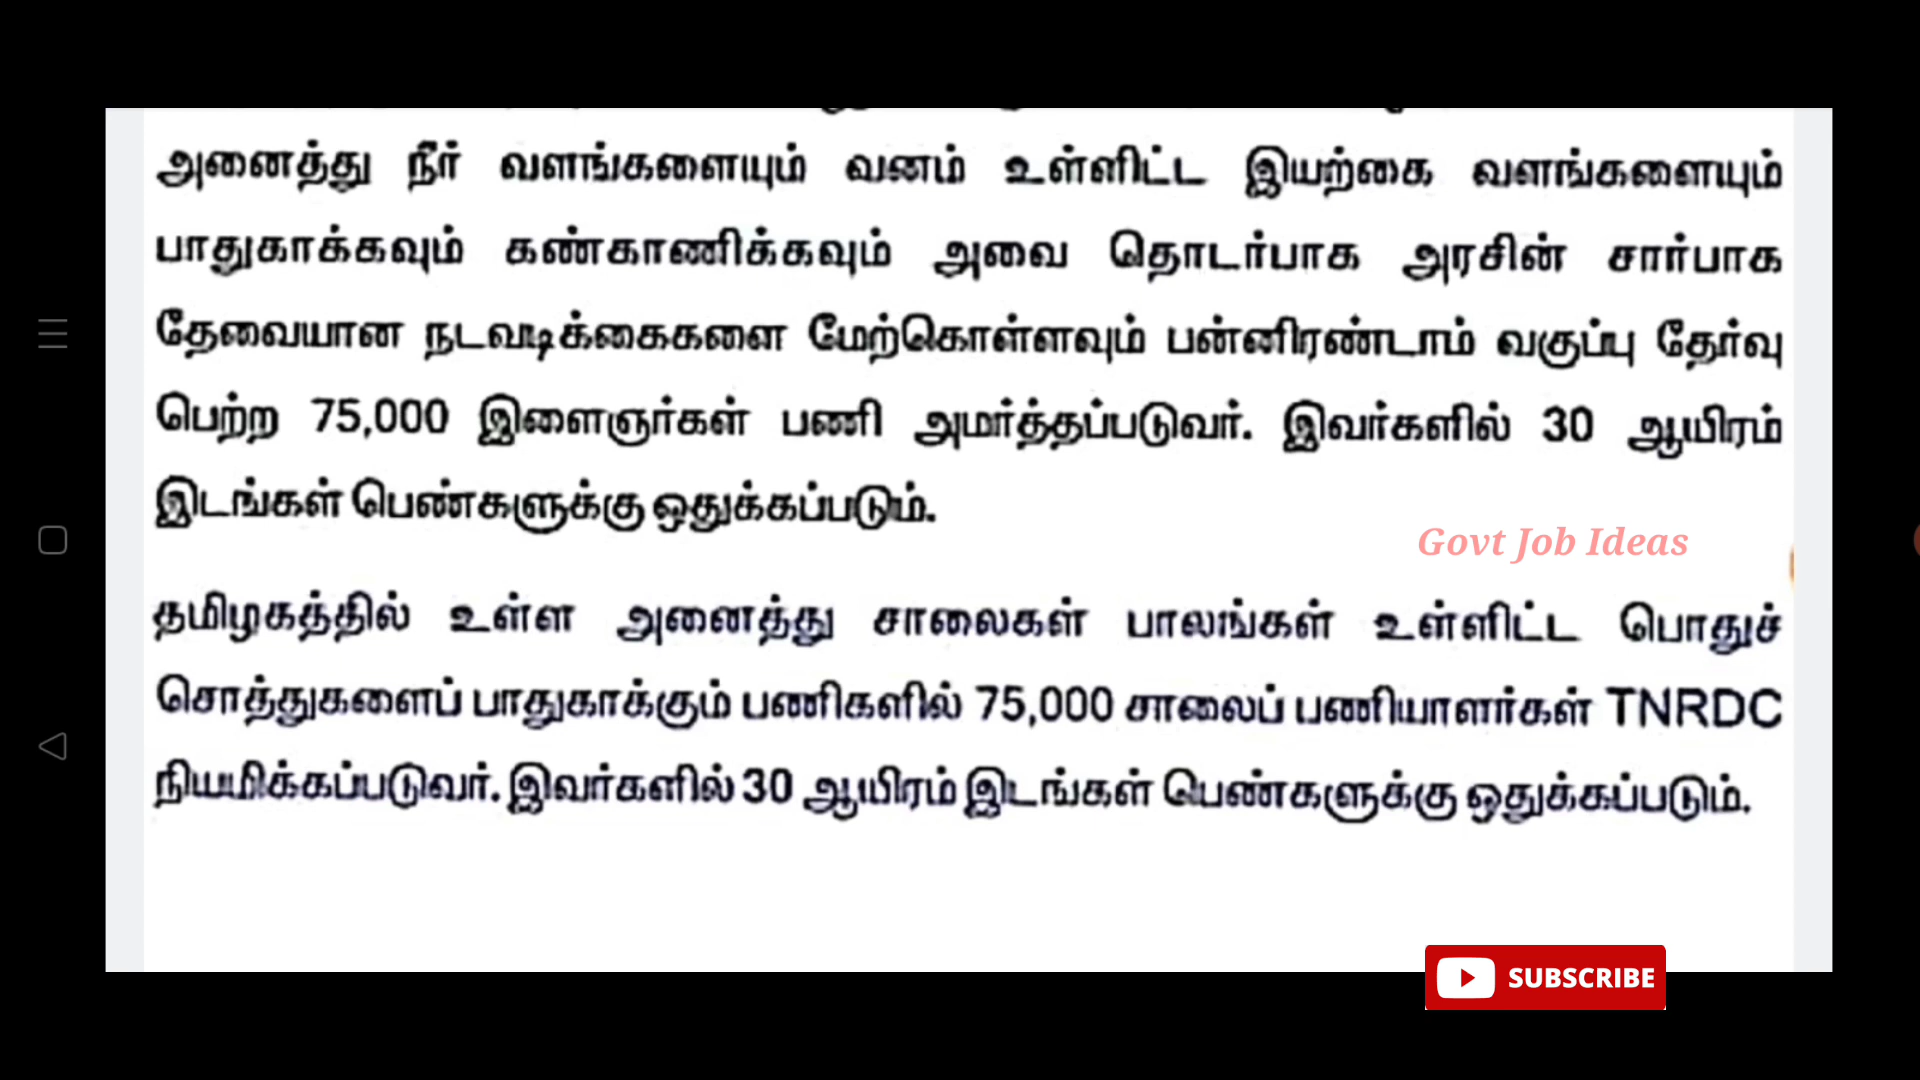 அனைத்து நீர் வளங்களையும் வனம் உள்ளிட்ட இயற்கை வளங்களையும்
பாதுகாக்கவும் கண்காணிக்கவும் அவை தொடர்பாக அரசின் சார்பாக
தேவையான நடவடிக்கைகளை மேற்கொள்ளவும் பன்னிரண்டாம் வகுப்பு தேர்வு
பெற்ற 75,000 இளைஞர்கள் பணி அமர்த்தப்படுவர். இவர்களில் 30 ஆயிரம்
இடங்கள் பெண்களுக்கு ஒதுக்கப்படும்.
Govt Job Ideas
தமிழகத்தில் உள்ள அனைத்து சாலைகள் பாலங்கள் உள்ளிட்ட பொதுச்
சொத்துகளைப் பாதுகாக்கும் பணிகளில் 75,000 சாலைப் பணியாளர்கள் TNRDC
நியமிக்கப்படுவர். இவர்களில் 30 ஆயிரம் இடங்கள் பெண்களுக்கு ஒதுக்கப்படும்.
SUBSCRIBE